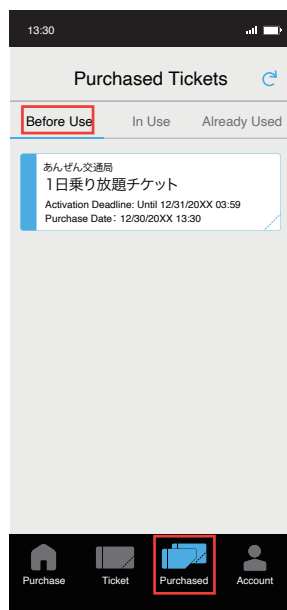 13:30
Purchased Tickets
Before Use In Use Already Used
あんぜん交通局
1日乗り放題チケット
Activation Deadline: Until 12/31/20XX 03:59
Purchase Date： 12/30/20XX 13:30
Purchase Ticket Purchased Account